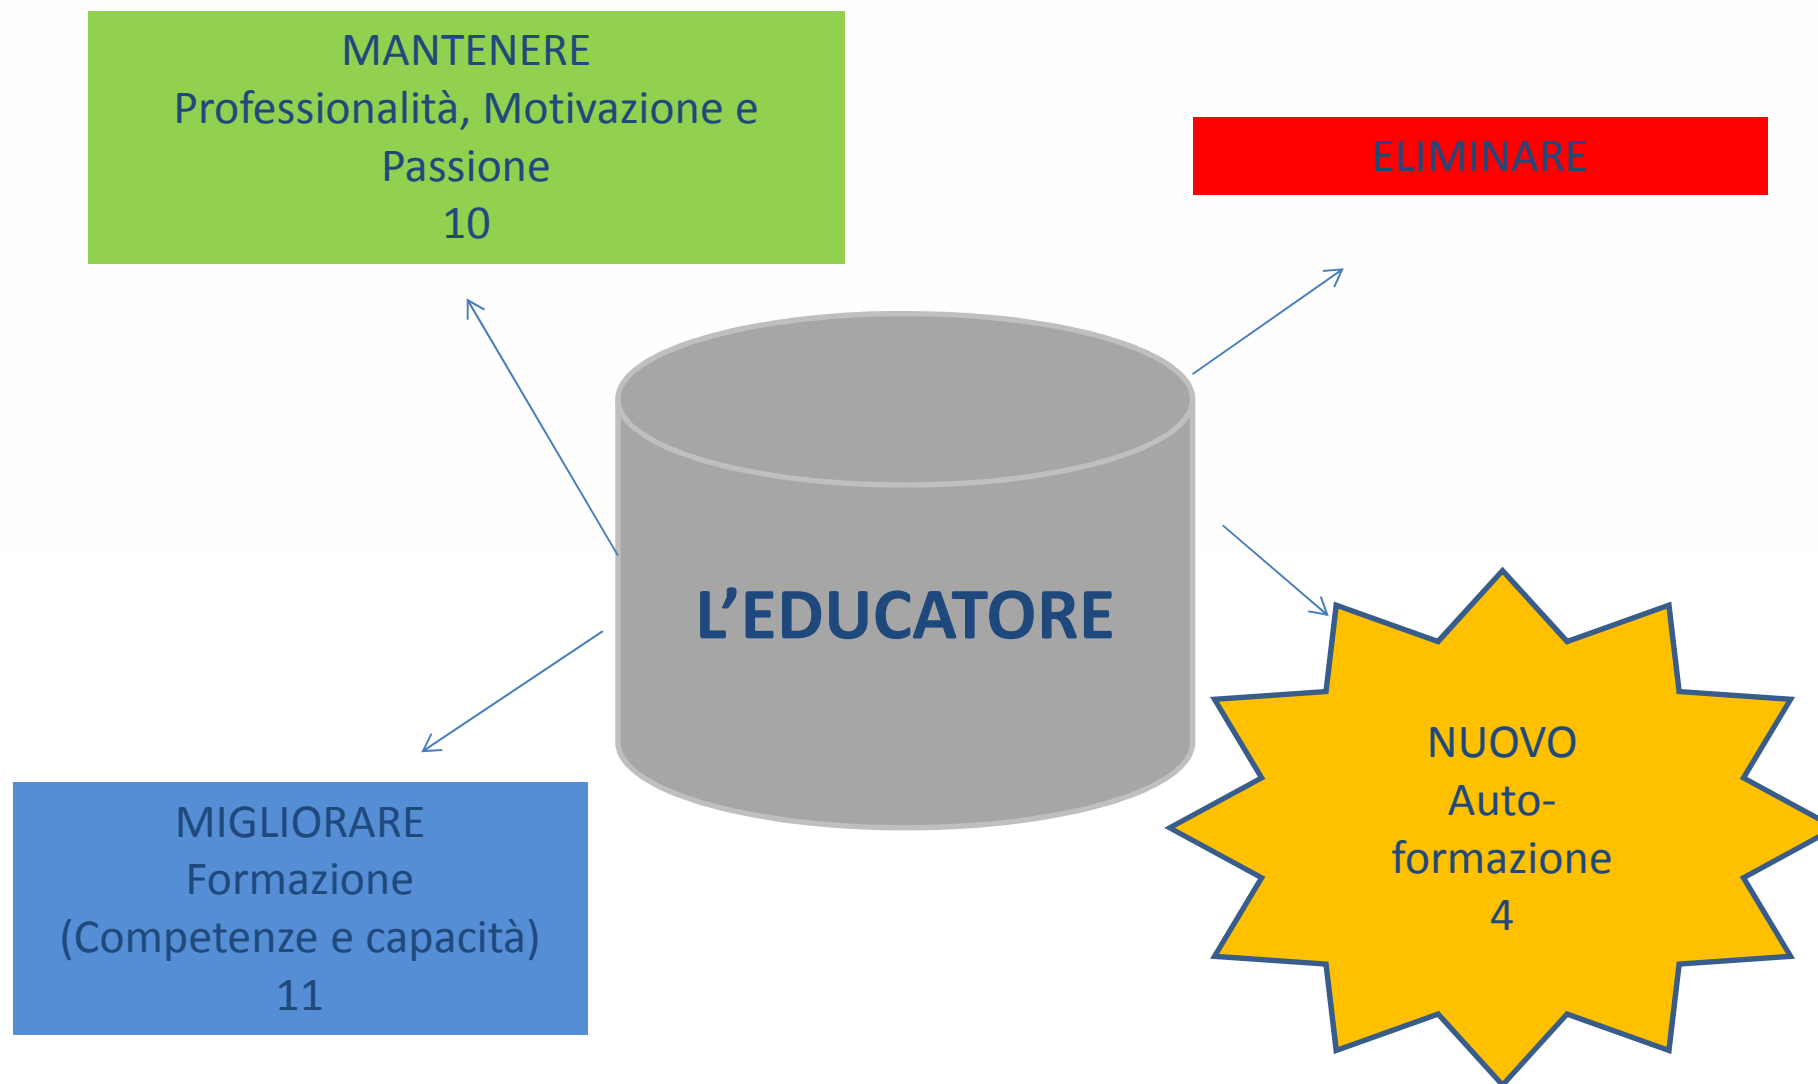 MANTENERE
Professionalità, Motivazione e
Passione
10
ELIMINARE
L’EDUCATORE
MIGLIORARE
Formazione
(Competenze e capacità)
11
NUOVO
Auto-
formazione
4